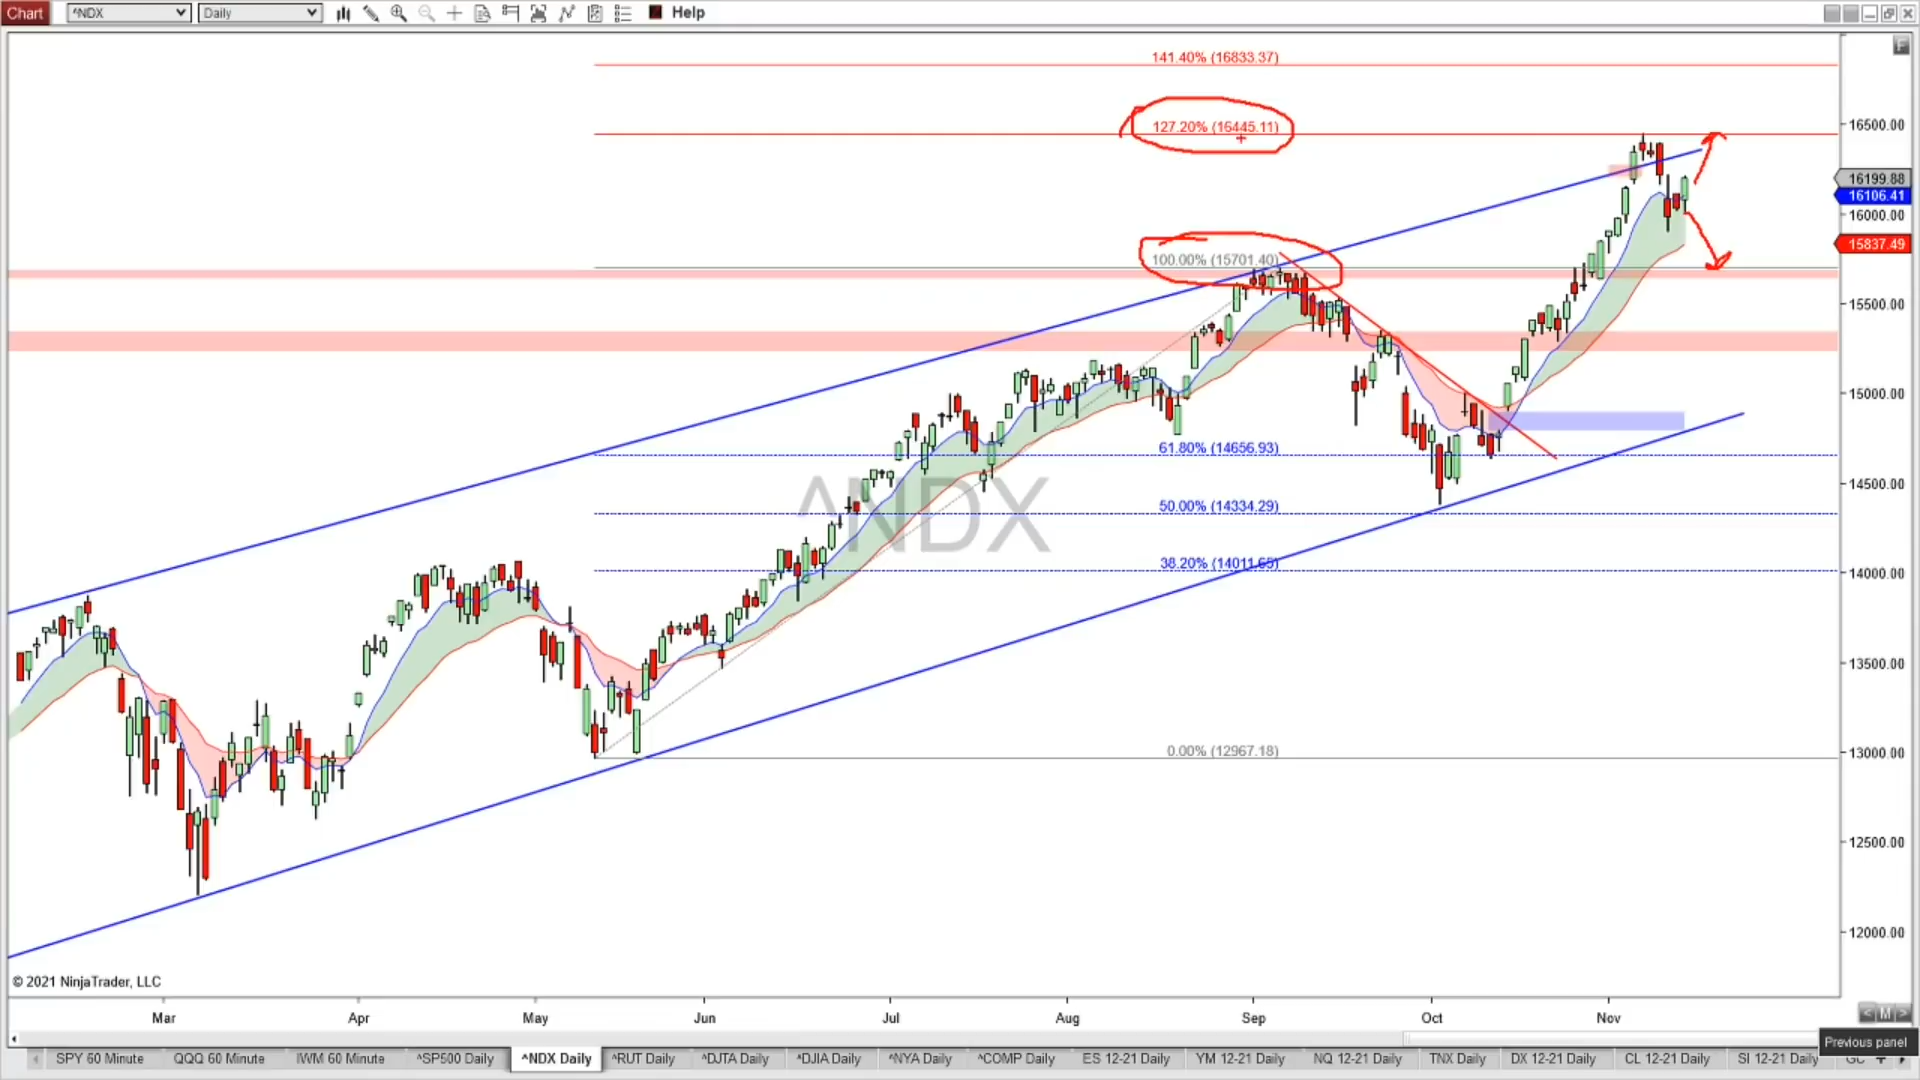 Chart ^NDX Daily Help
F
141.40% (16833.37)
127.20% (16445.11)
16500.00
16199.88
16106.41
16000.00
15837.49
100.00% (15701.40)
15500.00
15000.00
61.80% (14656.93)
^NDX
14500.00
50.00% (14334.29)
14000.00
38.20% (14011.65)
13500.00
0.00% (12967.18)
13000.00
12500.00
12000.00
© 2021 NinjaTrader, LLC
Mar Apr May Jun Jul Aug Sep Oct Nov
< M >
Previous panel
SPY 60 Minute QQQ 60 Minute IWM 60 Minute ^SP500 Daily ^NDX Daily ^RUT Daily ^DJTA Daily ^DJIA Daily ^NYA Daily ^COMP Daily ES 12-21 Daily YM 12-21 Daily NQ 12-21 Daily TNX Daily DX 12-21 Daily CL 12-21 Daily SI 12-21 Daily GC